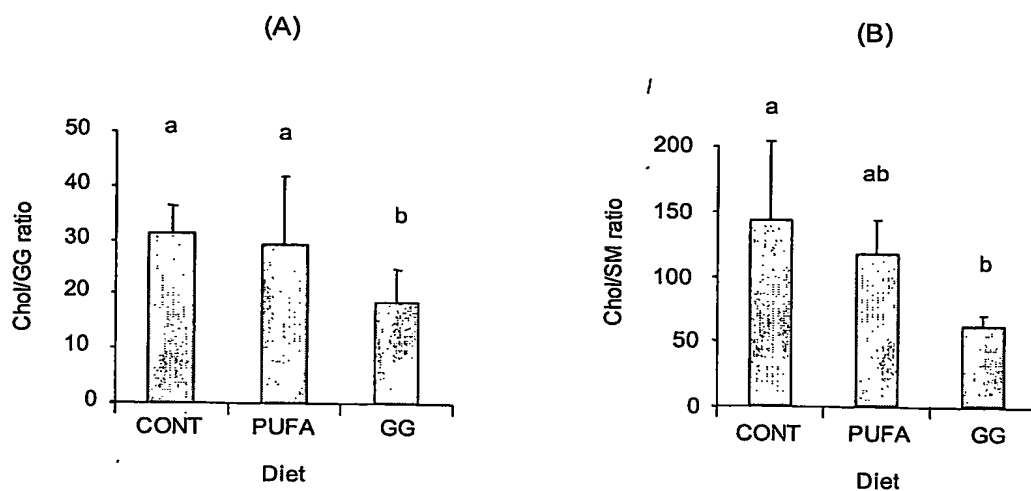 (A)
(B)
50
40
30
20
10
0
Chol/GG ratio
a
a
b
CONT
PUFA
GG
Diet
200
150
100
50
0
Chol/SM ratio
a
ab
b
CONT
PUFA
GG
Diet